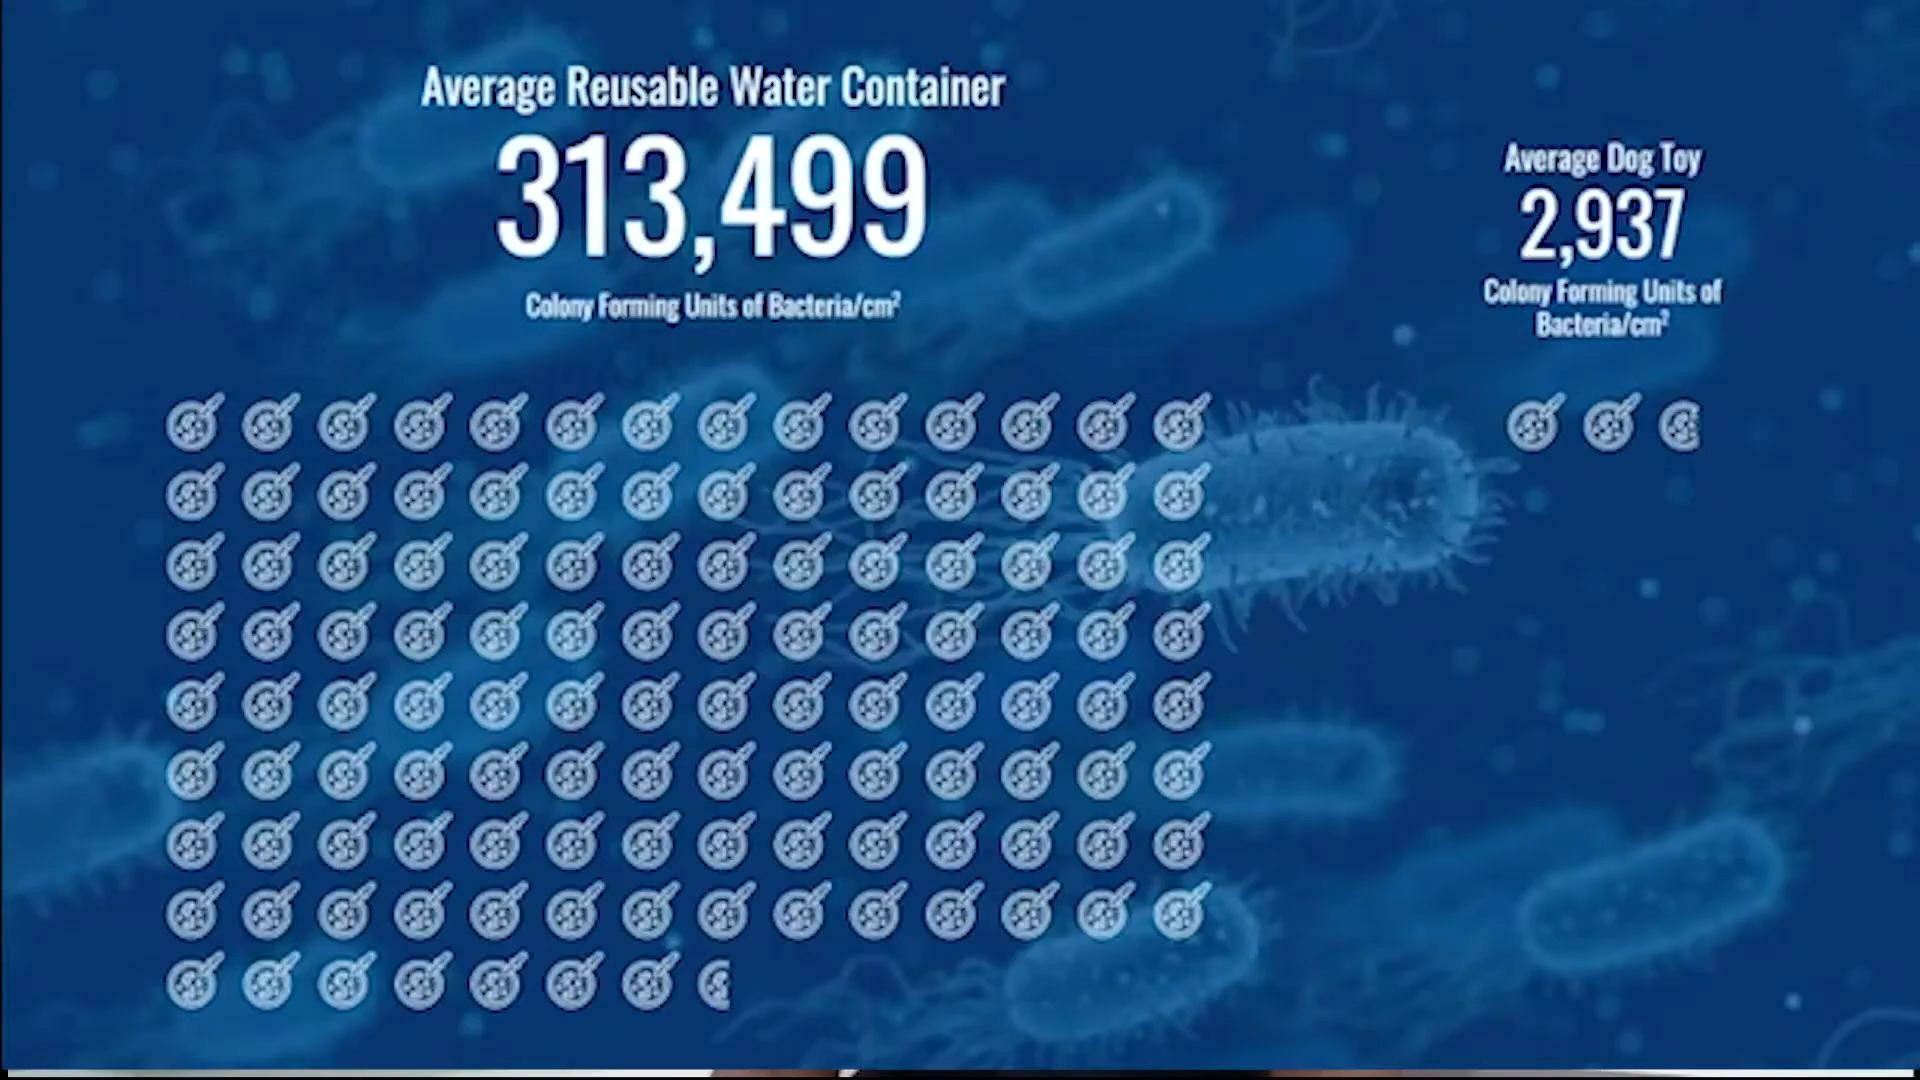 Average Reusable Water Container
313,499
Colony Forming Units of Bacteria/cm²
Average Dog Toy
2,937
Colony Forming Units of
Bacteria/cm²